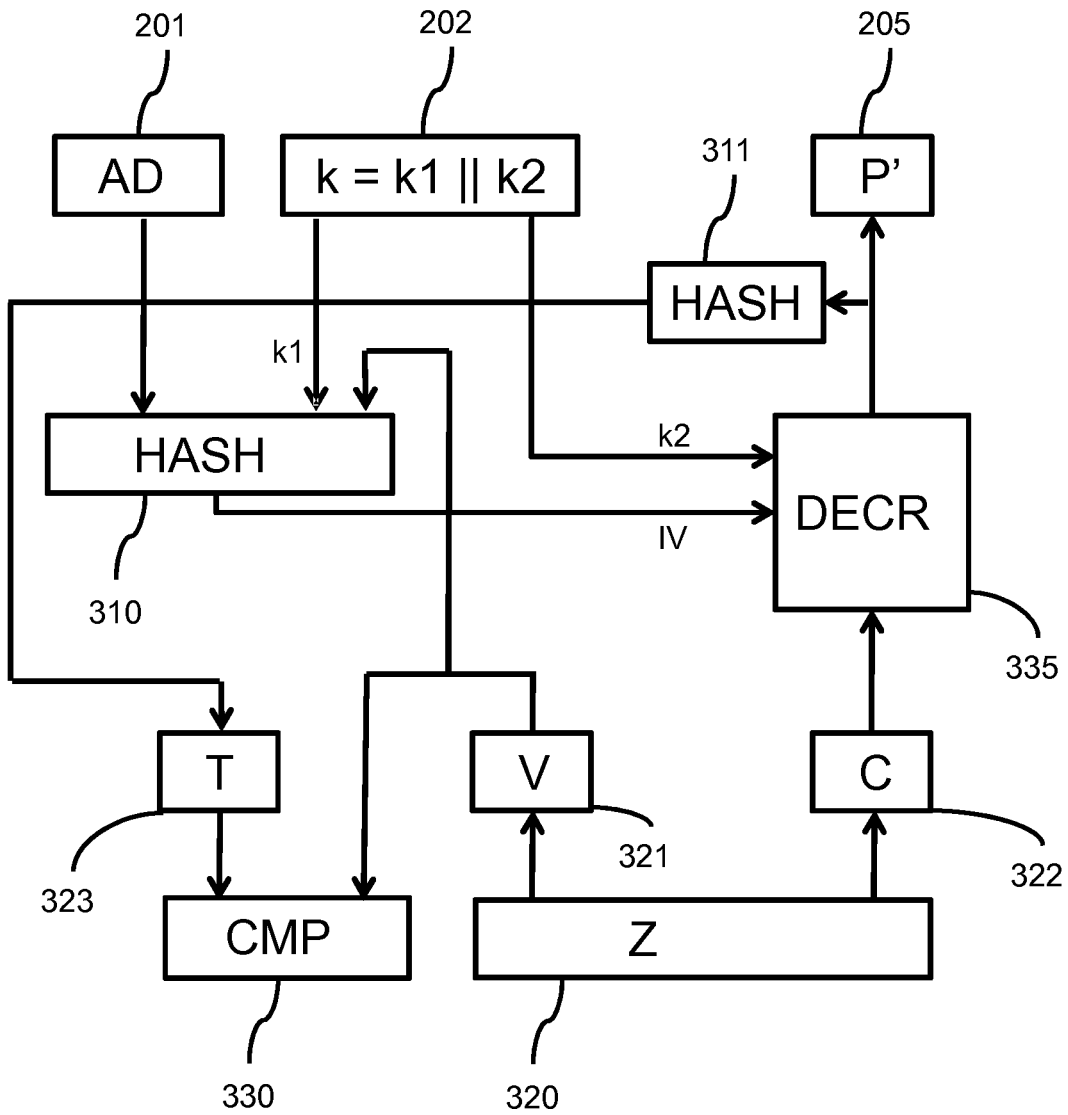 201
202
205
AD
k = k1 || k2
311
P’
HASH
k1
k2
HASH
DECR
IV
310
335
T
V
C
323
321
322
CMP
Z
330
320